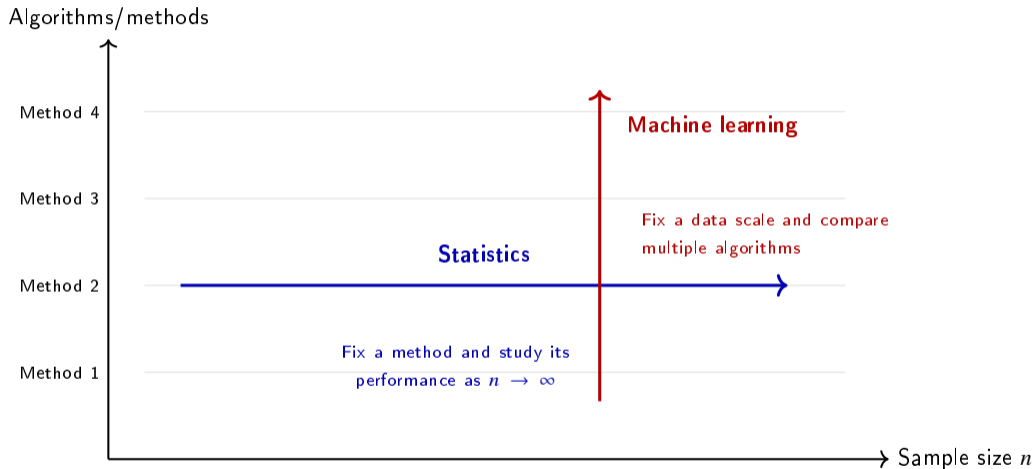 Algorithms/methods
Method 4
Machine learning
Method 3
Fix a data scale and compare
multiple algorithms
Statistics
Method 2
Fix a method and study its
performance as n → ∞
Method 1
Sample size n